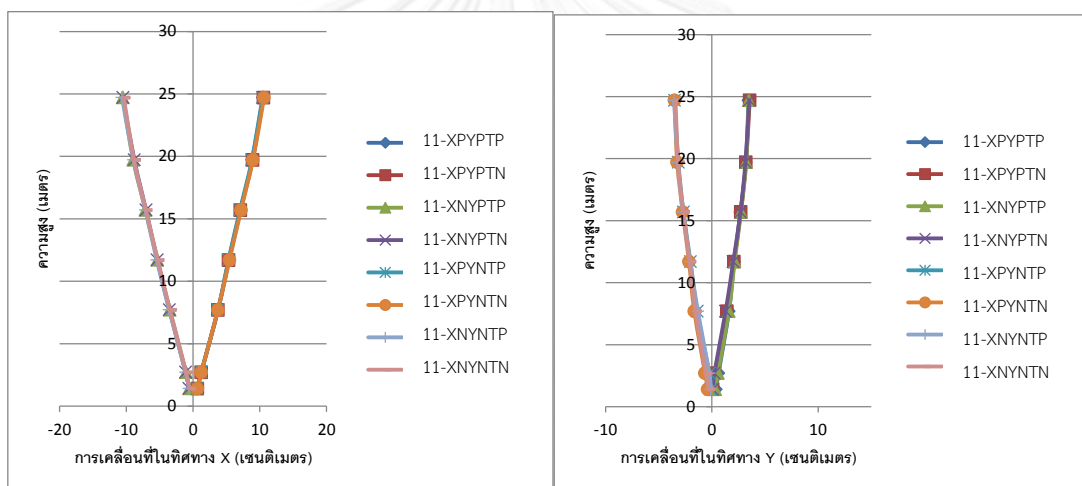 30
25
20
15
10
5
0
-20
-10
0
10
20
ความสูง (เมตร)
การเคลื่อนที่ในทิศทาง X (เซนติเมตร)
11-XPYPTP
11-XPYPTN
11-XNYPTP
11-XNYPTN
11-XPYNTP
11-XPYNTN
11-XNYNTP
11-XNYNTN
30
25
20
15
10
5
0
-10
0
10
ความสูง (เมตร)
การเคลื่อนที่ในทิศทาง Y (เซนติเมตร)
11-XPYPTP
11-XPYPTN
11-XNYPTP
11-XNYPTN
11-XPYNTP
11-XPYNTN
11-XNYNTP
11-XNYNTN